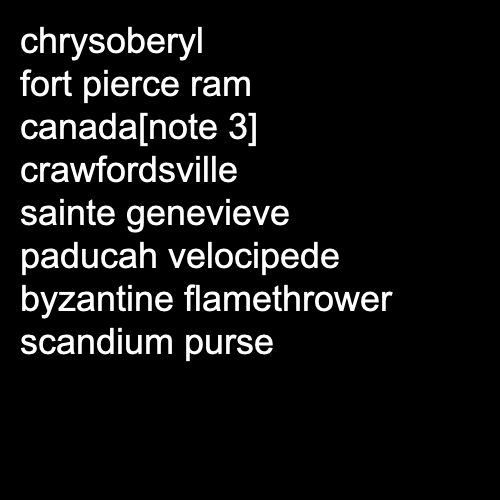 chrysoberyl
fort pierce ram
canada[note 3]
crawfordsville
sainte genevieve
paducah velocipede
byzantine flamethrower
scandium purse